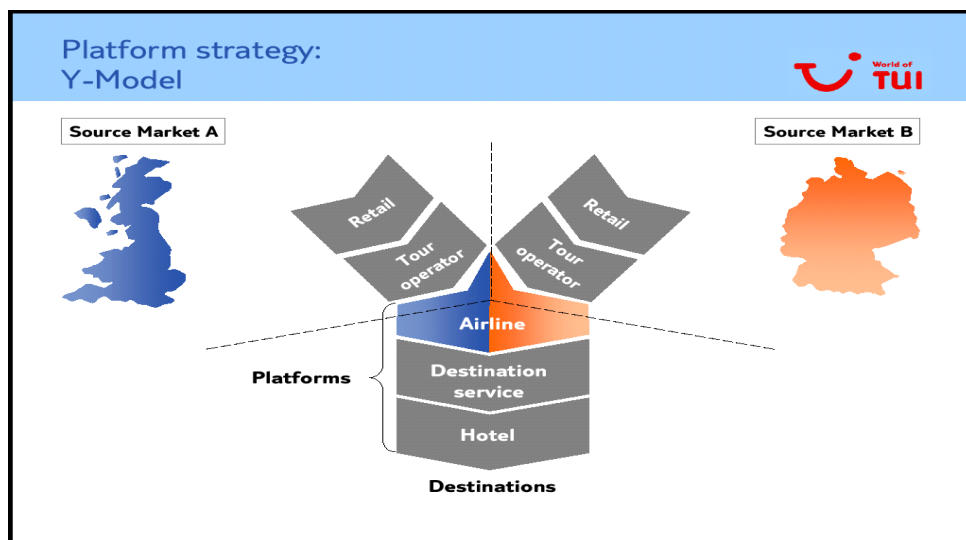 Platform strategy:
Y-Model
World of
TUI
Source Market A
Source Market B
Retail
Retail
Tour
operator
Tour
operator
Airline
Platforms
Destination
service
Hotel
Destinations